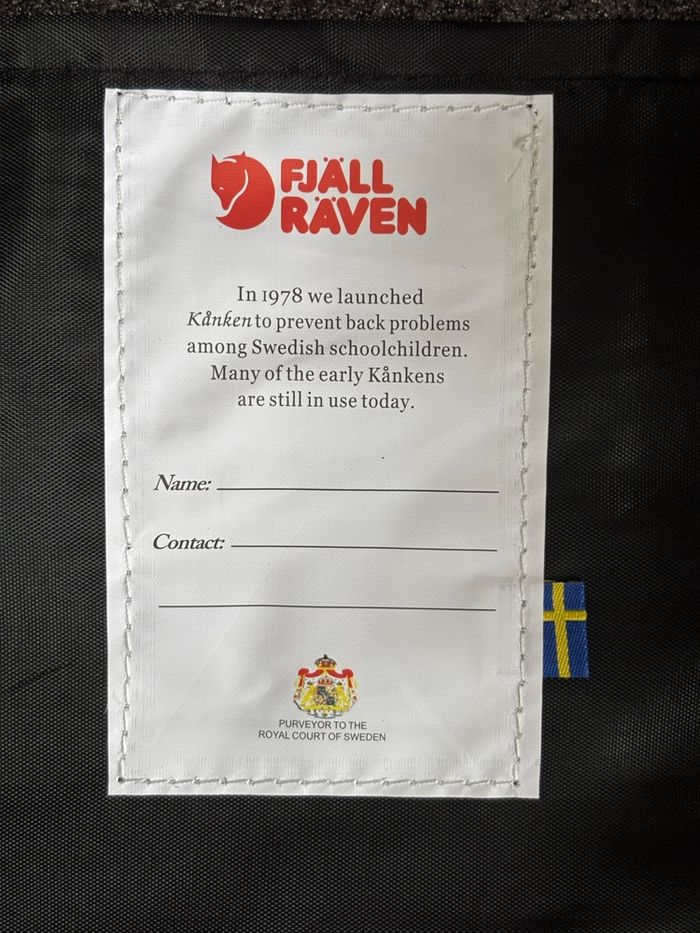 FJÄLL
RÄVEN
In 1978 we launched
Kånken to prevent back problems
among Swedish schoolchildren.
Many of the early Kånkens
are still in use today.
Name:
Contact:
PURVEYOR TO THE
ROYAL COURT OF SWEDEN